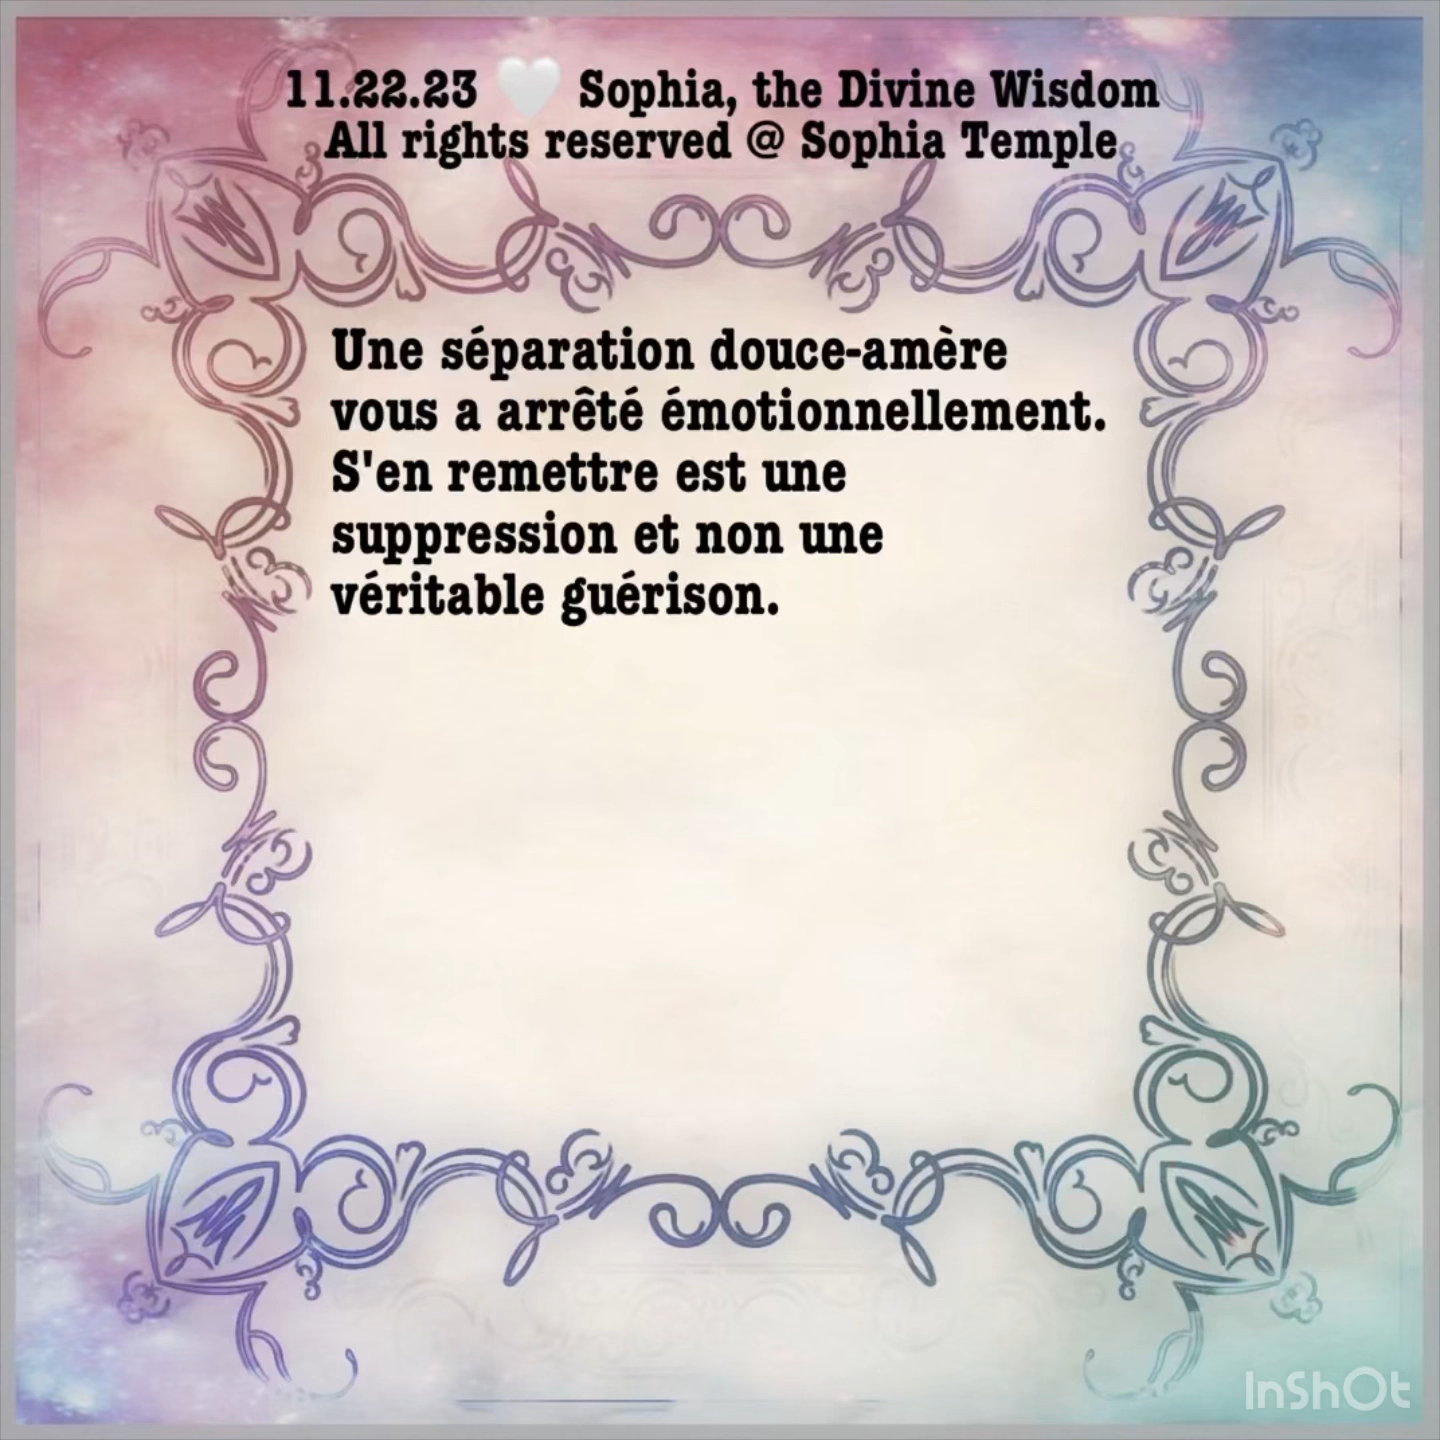 11.22.23 🤍 Sophia, the Divine Wisdom
All rights reserved @ Sophia Temple
Une séparation douce-amère
vous a arrêté émotionnellement.
S'en remettre est une
suppression et non une
véritable guérison.
InShOt